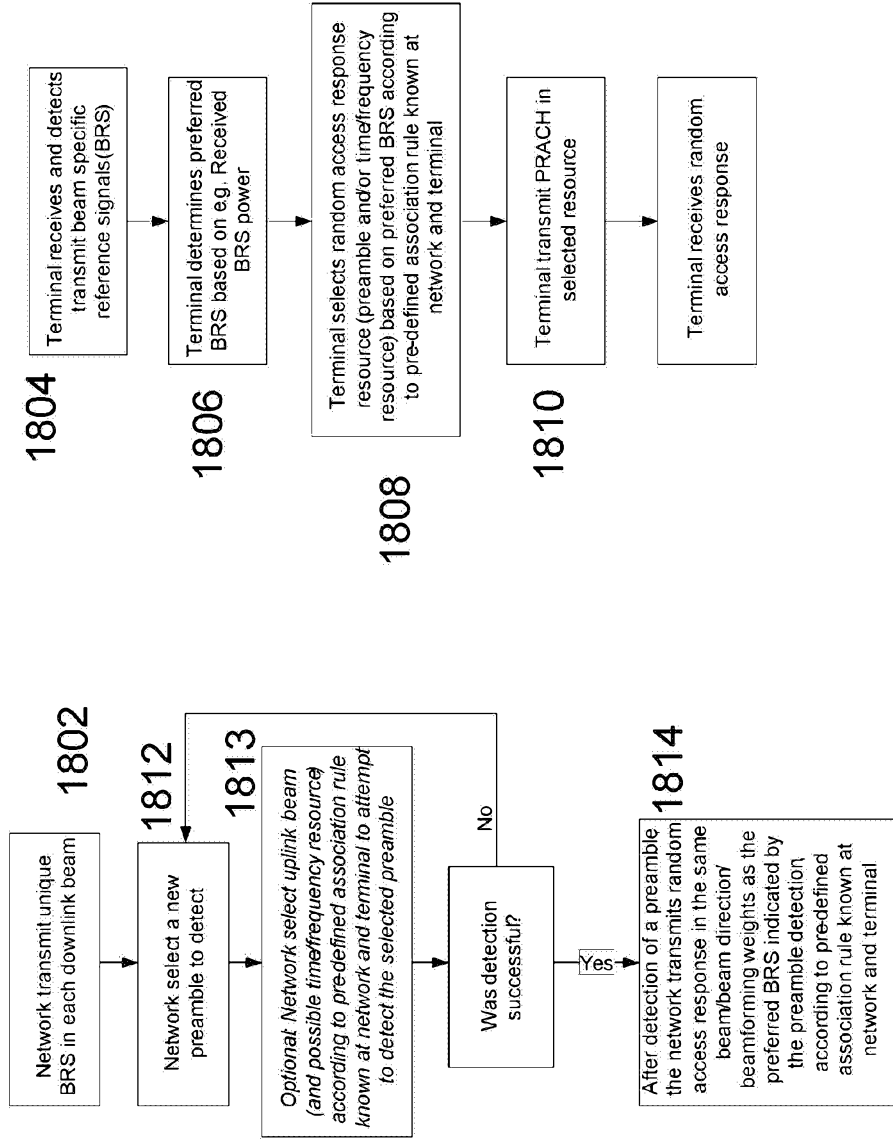 Network transmit unique
BRS in each downlink beam
1802
Network select a new
preamble to detect
1812
Optional: Network select uplink beam
(and possible time/frequency resource)
according to pre-defined association rule
known at network and terminal to attempt
to detect the selected preamble
1813
Was detection
successful?
No
Yes
After detection of a preamble,
the network transmits random
access response in the same
beam/beam direction/
beamforming weights as the
preferred BRS indicated by
the preamble detection,
according to pre-defined
association rule known at
network and terminal
1814
1804
Terminal receives and detects
transmit beam specific
reference signals(BRS)
1806
Terminal determines preferred
BRS based on e.g. Received
BRS power
1808
Terminal selects random access response
resource (preamble and/or time/frequency
resource) based on preferred BRS according
to pre-defined association rule known at
network and terminal
1810
Terminal transmit PRACH in
selected resource
Terminal receives random
access response